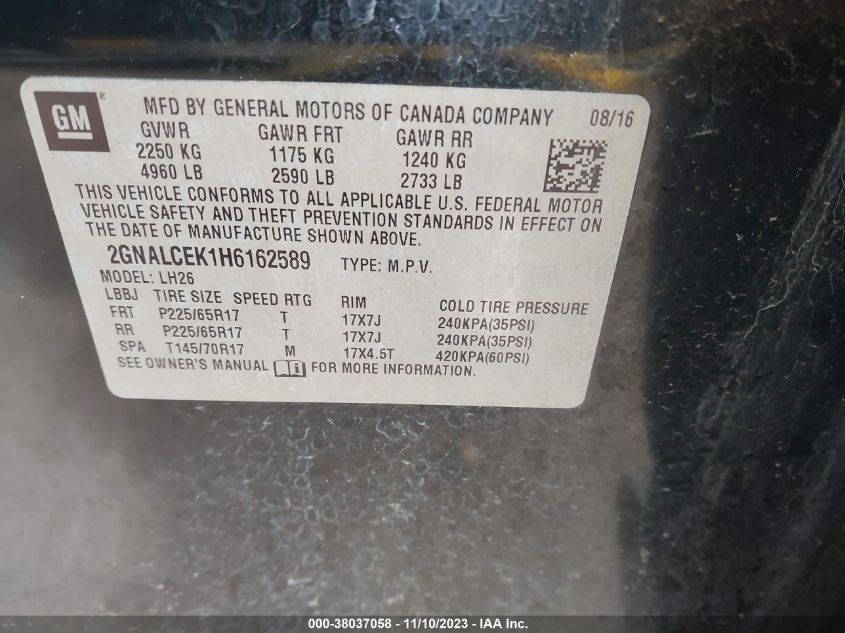 GM® MFD BY GENERAL MOTORS OF CANADA COMPANY 08/16
GVWR GAWR FRT GAWR RR
2250 KG 1175 KG 1240 KG
4960 LB 2590 LB 2733 LB
THIS VEHICLE CONFORMS TO ALL APPLICABLE U.S. FEDERAL MOTOR
VEHICLE SAFETY AND THEFT PREVENTION STANDARDS IN EFFECT ON
THE DATE OF MANUFACTURE SHOWN ABOVE.
2GNALCEK1H6162589 TYPE: M.P.V.
MODEL: LH26
LBBJ TIRE SIZE SPEED RTG RIM COLD TIRE PRESSURE
FRT P225/65R17 T 17X7J 240KPA(35PSI)
RR P225/65R17 T 17X7J 240KPA(35PSI)
SPA T145/70R17 M 17X4.5T 420KPA(60PSI)
SEE OWNER'S MANUAL FOR MORE INFORMATION.
000-38037058 - 11/10/2023 - IAA Inc.